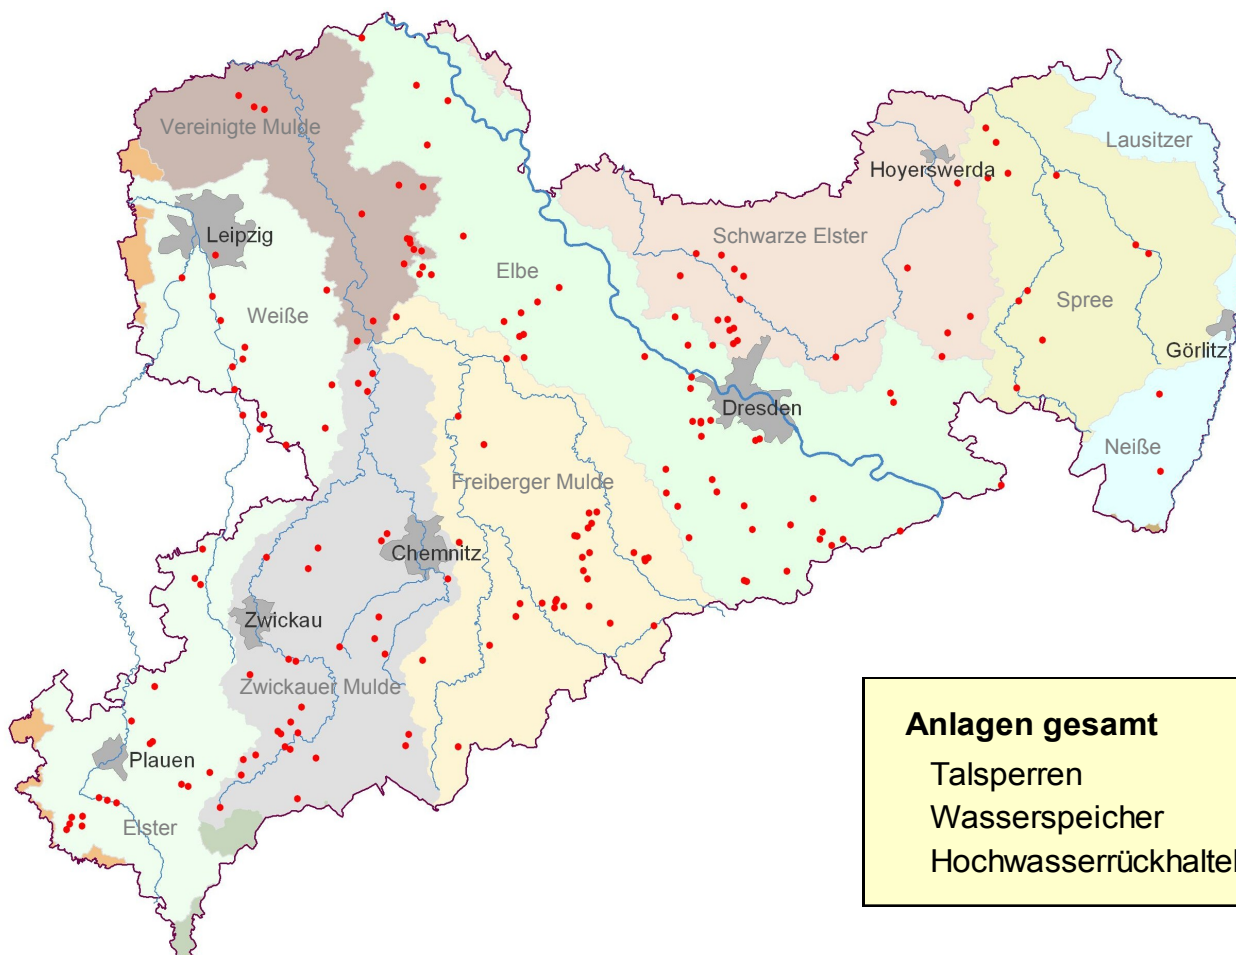 Vereinigte Mulde
Lausitzer
Hoyerswerda
Leipzig
Schwarze Elster
Elbe
Weiße
Spree
Görlitz
Dresden
Neiße
Freiberger Mulde
Chemnitz
Zwickau
Zwickauer Mulde
Plauen
Elster
Anlagen gesamt
Talsperren
Wasserspeicher
Hochwasserrückhalte